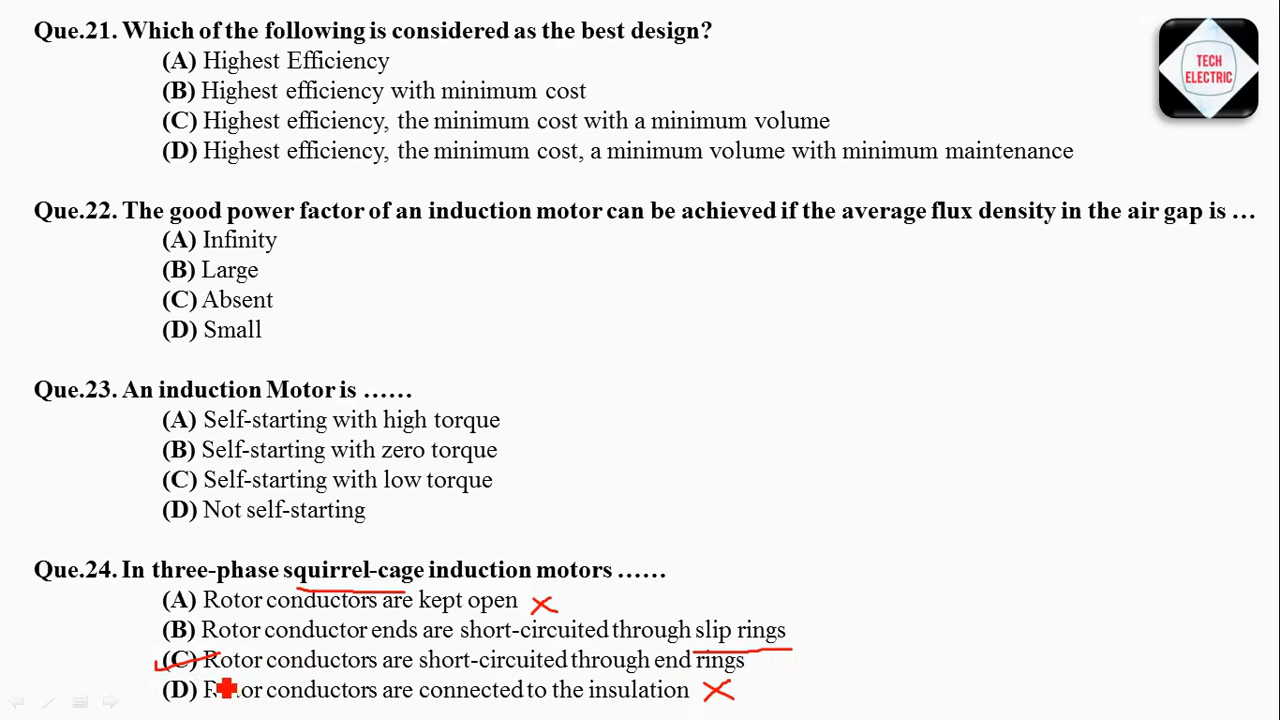 Que.21. Which of the following is considered as the best design?
(A) Highest Efficiency
(B) Highest efficiency with minimum cost
(C) Highest efficiency, the minimum cost with a minimum volume
(D) Highest efficiency, the minimum cost, a minimum volume with minimum maintenance
TECH
ELECTRIC
Que.22. The good power factor of an induction motor can be achieved if the average flux density in the air gap is …
(A) Infinity
(B) Large
(C) Absent
(D) Small
Que.23. An induction Motor is ……
(A) Self-starting with high torque
(B) Self-starting with zero torque
(C) Self-starting with low torque
(D) Not self-starting
Que.24. In three-phase squirrel-cage induction motors ……
(A) Rotor conductors are kept open
(B) Rotor conductor ends are short-circuited through slip rings
(C) Rotor conductors are short-circuited through end rings
(D) Rotor conductors are connected to the insulation